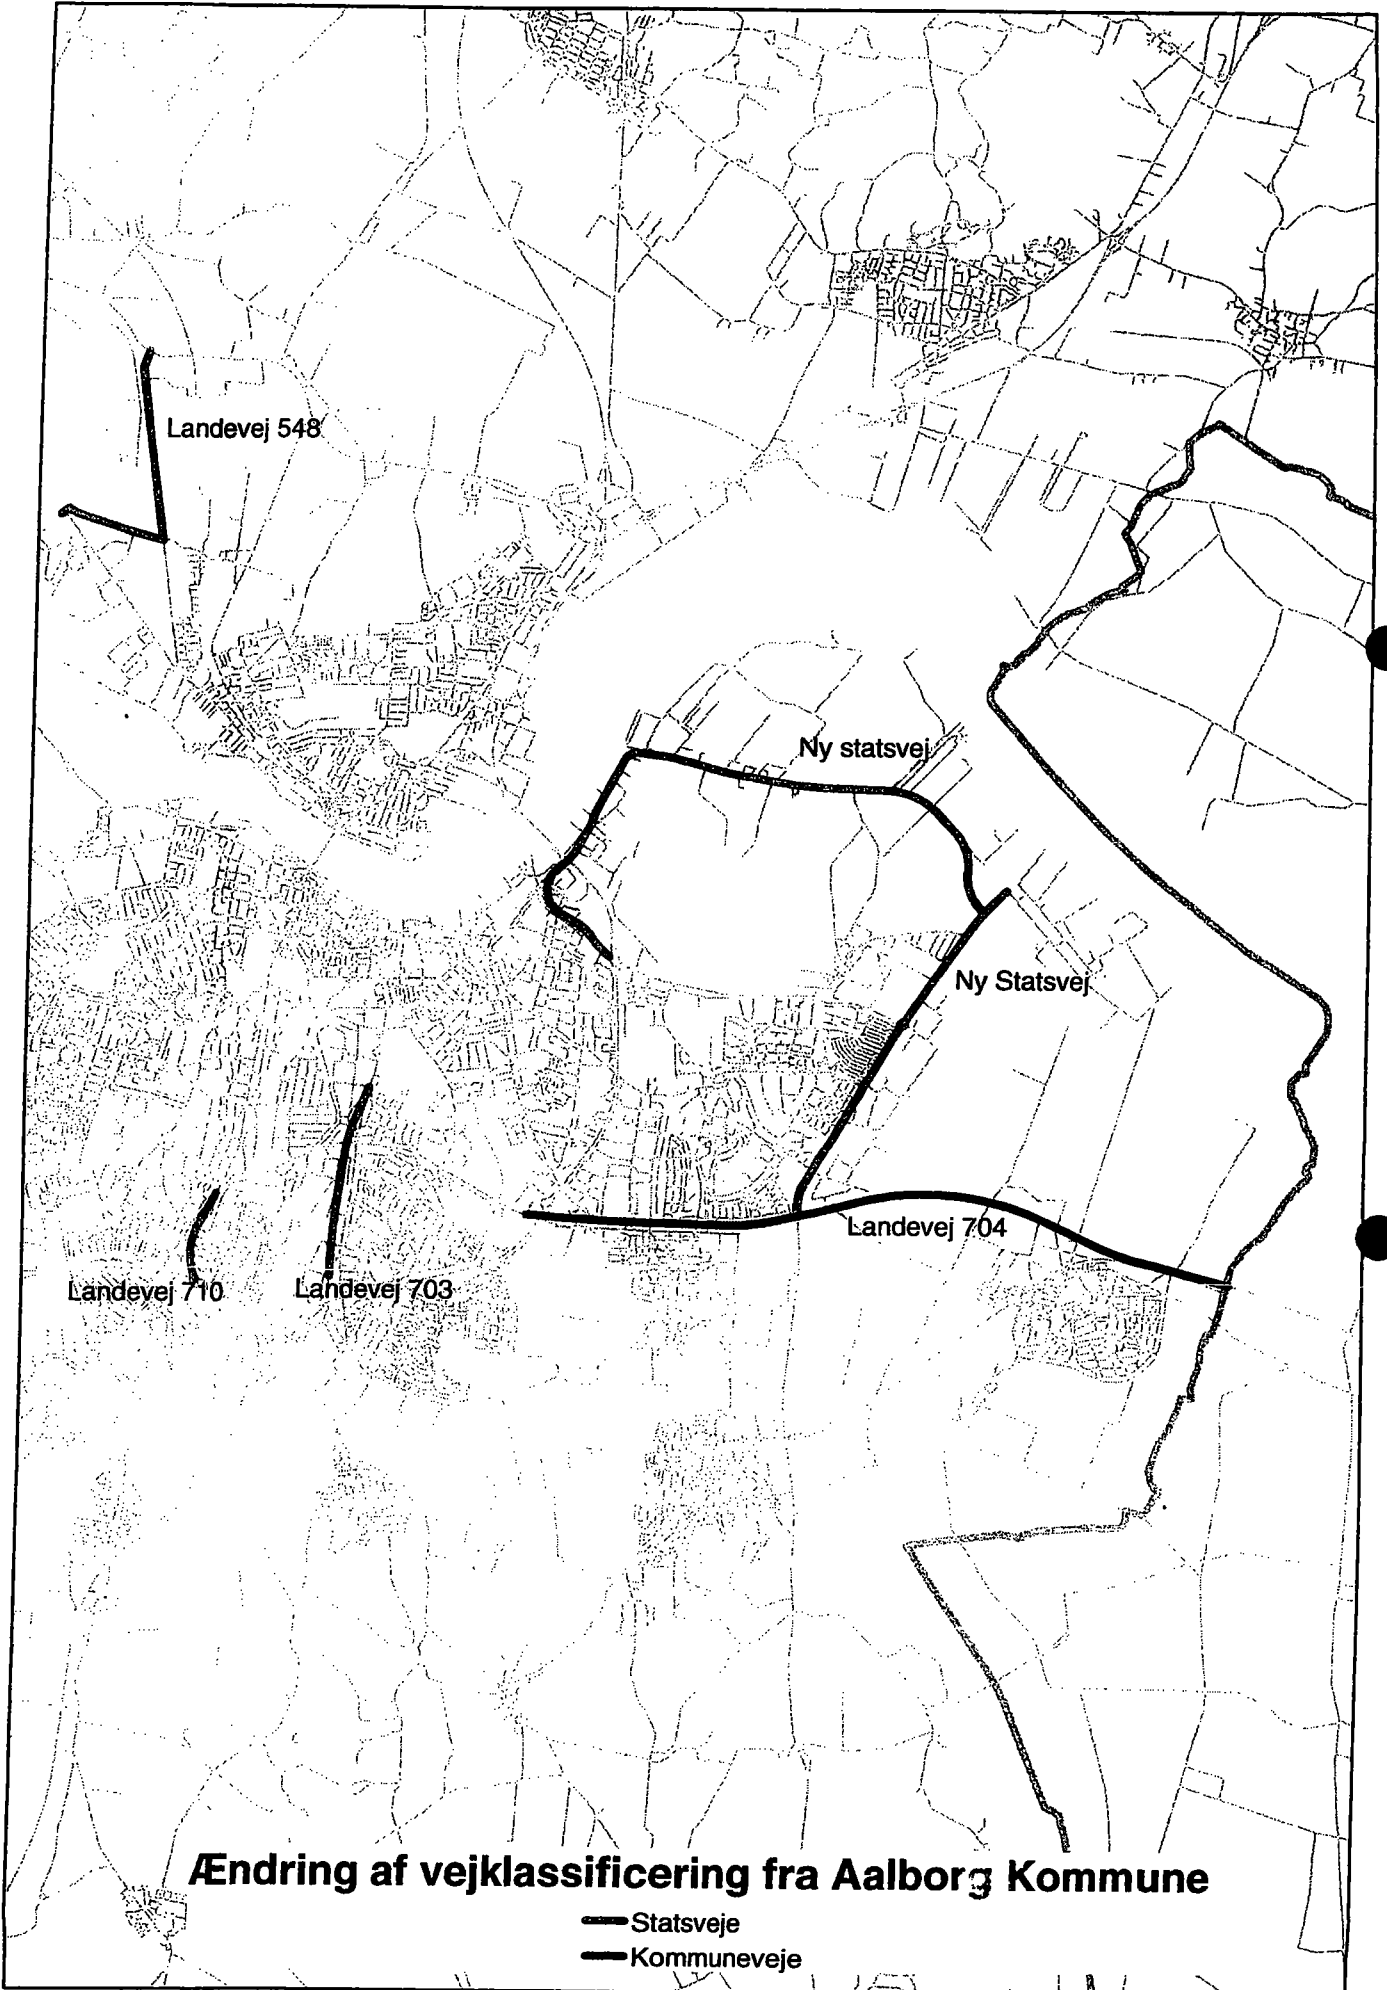 Landevej 548
Ny statsvej
Ny Statsvej
Landevej 704
Landevej 710
Landevej 703
Ændring af vejklassificering fra Aalborg Kommune
Statsveje
Kommuneveje